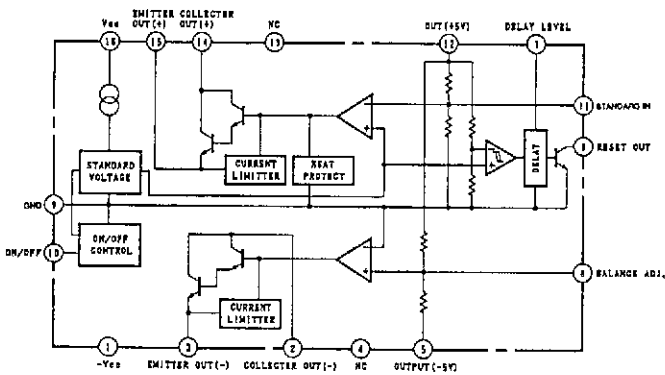 EMITTER COLLECTER
Vcc OUT(+) OUT(+) NC OUT(+5V) DELAY LEVEL
16 15 14 13 12 7
11 STANDARD IN
STANDARD
VOLTAGE
CURRENT
LIMITTER
HEAT
PROTECT
DELAY
RESET OUT
GND 9
ON/OFF 10
ON/OFF
CONTROL
CURRENT
LIMITTER
BALANCE ADJ.
1 3 2 4 5
-Vcc EMITTER OUT(-) COLLECTER OUT(-) NC OUTPUT(-5V)